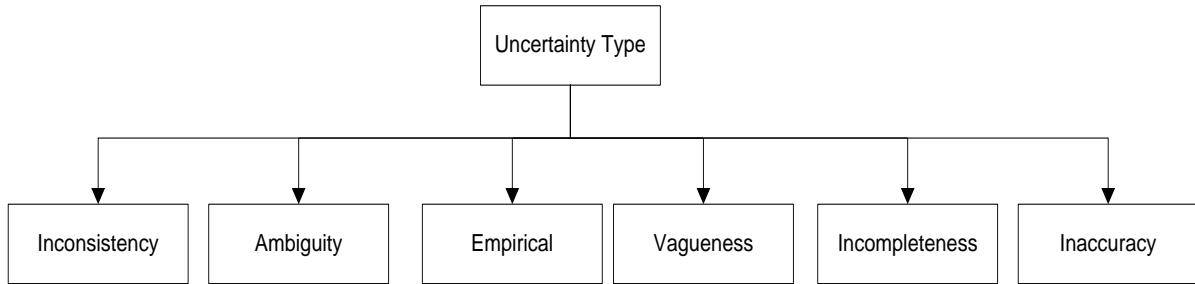 Uncertainty Type
Inconsistency
Ambiguity
Empirical
Vagueness
Incompleteness
Inaccuracy